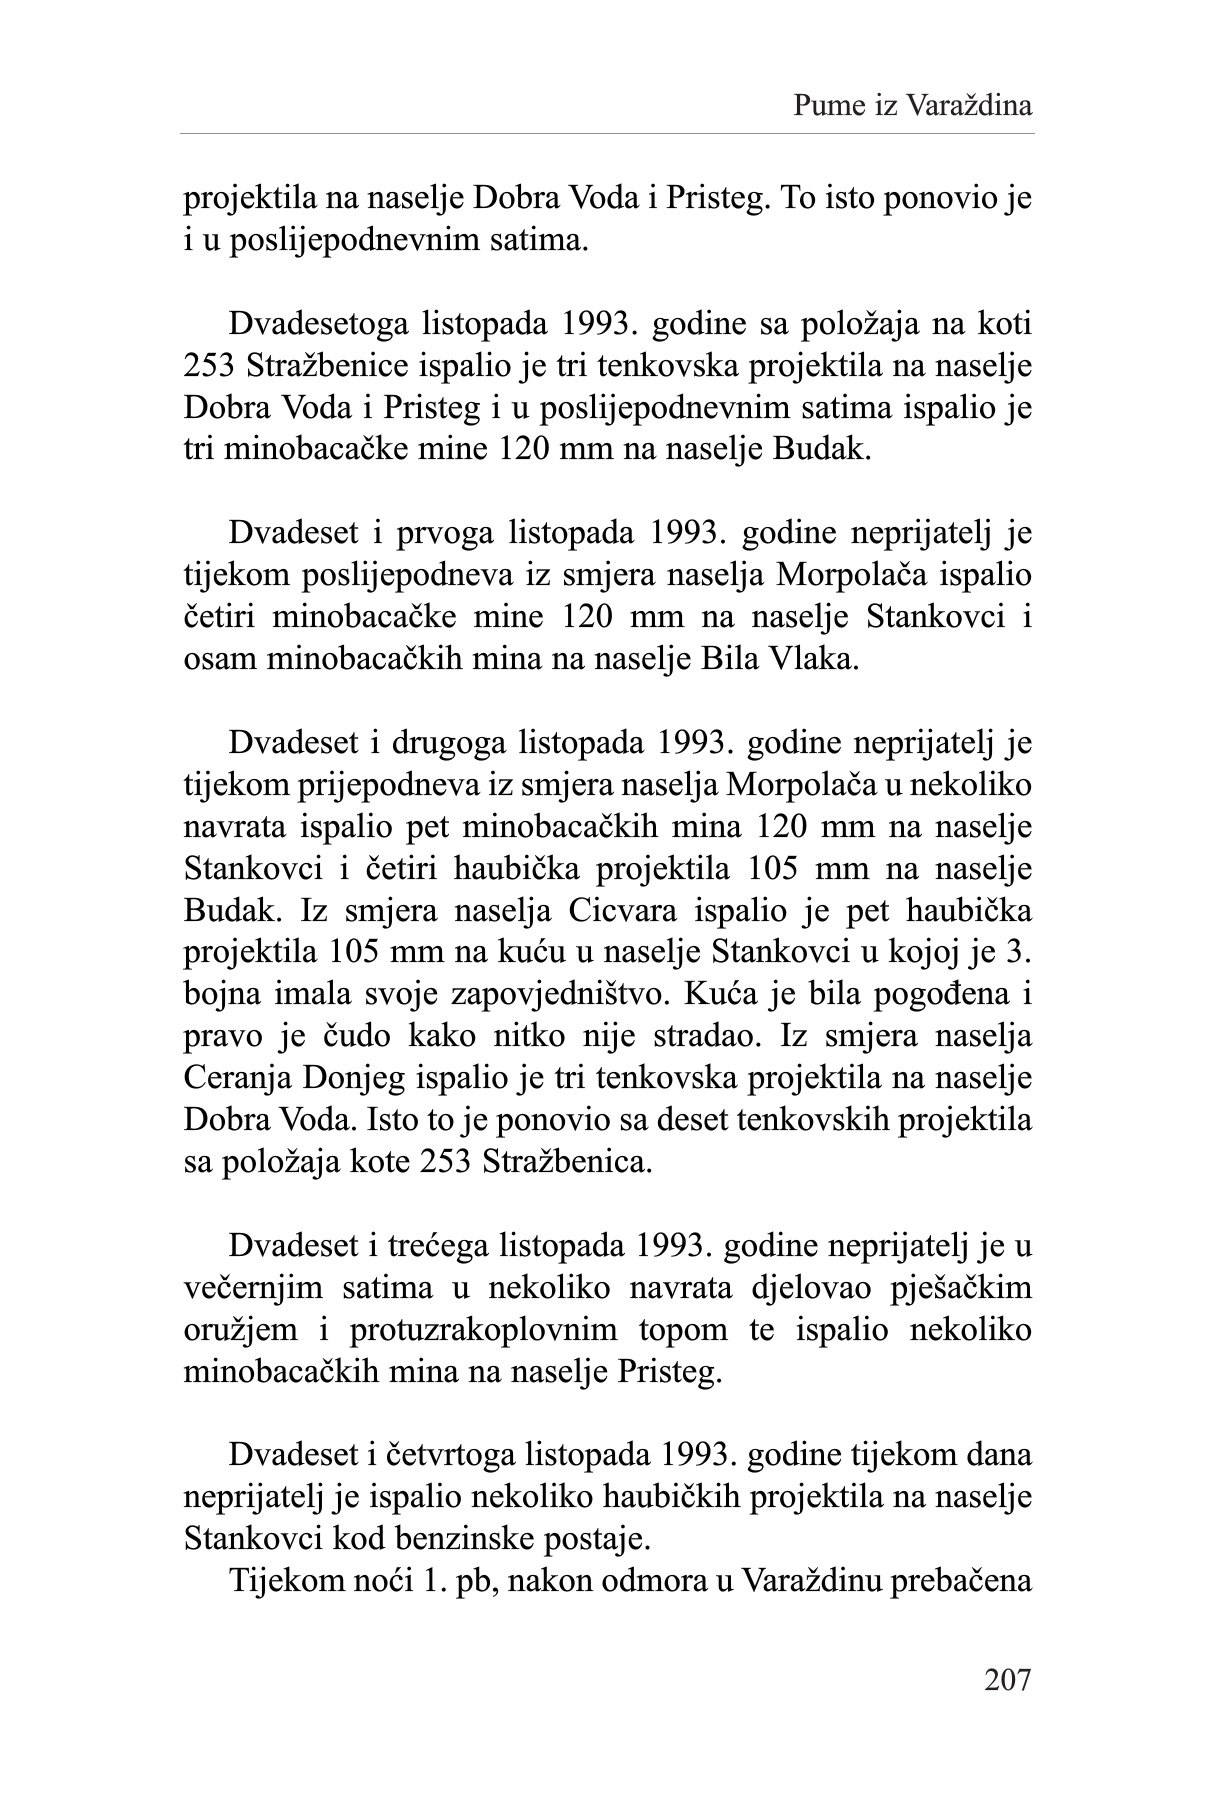 Pume iz Varaždina
projektila na naselje Dobra Voda i Pristeg. To isto ponovio je
i u poslijepodnevnim satima.
Dvadesetoga listopada 1993. godine sa položaja na koti
253 Stražbenice ispalio je tri tenkovska projektila na naselje
Dobra Voda i Pristeg i u poslijepodnevnim satima ispalio je
tri minobacačke mine 120 mm na naselje Budak.
Dvadeset i prvoga listopada 1993. godine neprijatelj je
tijekom poslijepodneva iz smjera naselja Morpolača ispalio
četiri minobacačke mine 120 mm na naselje Stankovci i
osam minobacačkih mina na naselje Bila Vlaka.
Dvadeset i drugoga listopada 1993. godine neprijatelj je
tijekom prijepodneva iz smjera naselja Morpolača u nekoliko
navrata ispalio pet minobacačkih mina 120 mm na naselje
Stankovci i četiri haubička projektila 105 mm na naselje
Budak. Iz smjera naselja Cicvara ispalio je pet haubička
projektila 105 mm na kuću u naselje Stankovci u kojoj je 3.
bojna imala svoje zapovjedništvo. Kuća je bila pogođena i
pravo je čudo kako nitko nije stradao. Iz smjera naselja
Ceranja Donjeg ispalio je tri tenkovska projektila na naselje
Dobra Voda. Isto to je ponovio sa deset tenkovskih projektila
sa položaja kote 253 Stražbenica.
Dvadeset i trećega listopada 1993. godine neprijatelj je u
večernjim satima u nekoliko navrata djelovao pješačkim
oružjem i protuzrakoplovnim topom te ispalio nekoliko
minobacačkih mina na naselje Pristeg.
Dvadeset i četvrtoga listopada 1993. godine tijekom dana
neprijatelj je ispalio nekoliko haubičkih projektila na naselje
Stankovci kod benzinske postaje.
Tijekom noći 1. pb, nakon odmora u Varaždinu prebačena
207